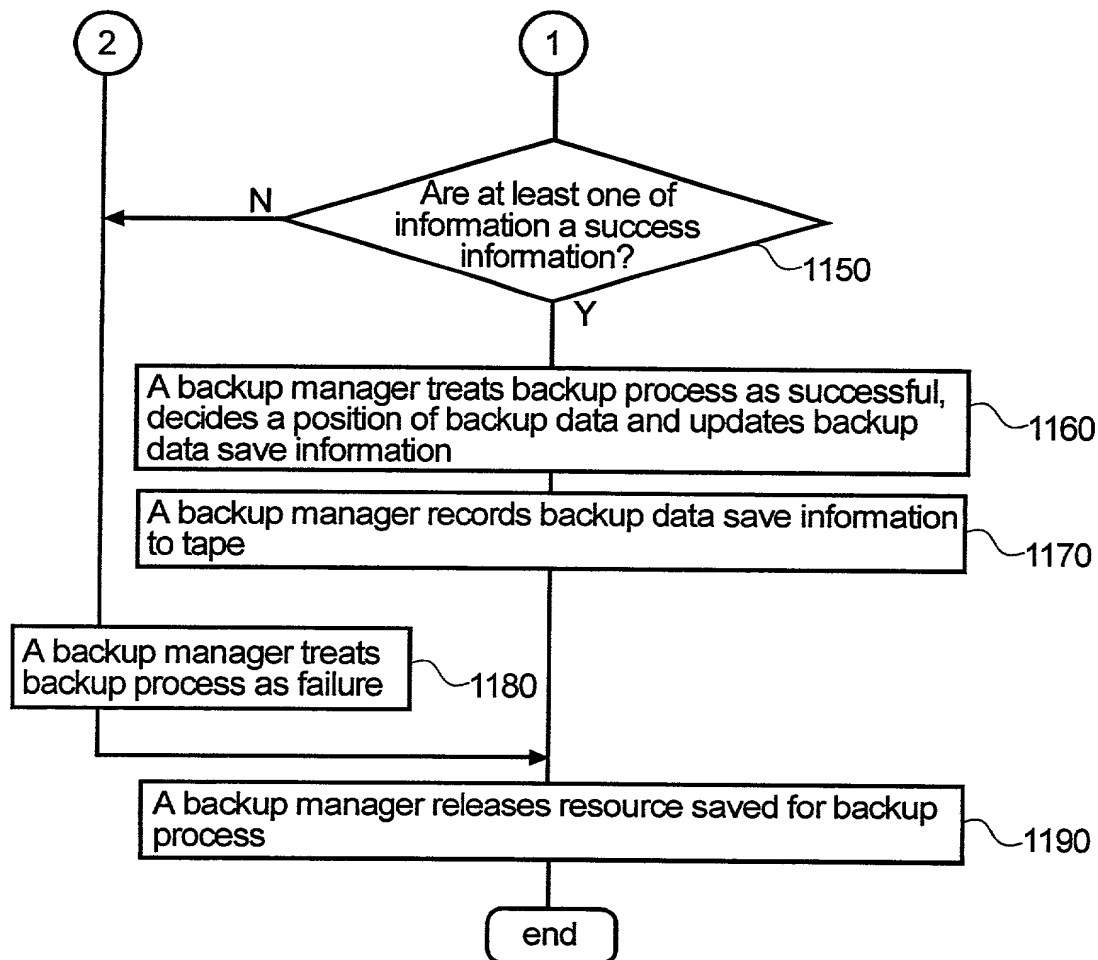 2
1
N
Are at least one of
information a success
information?
1150
Y
A backup manager treats backup process as successful,
decides a position of backup data and updates backup
data save information
1160
A backup manager records backup data save information
to tape
1170
A backup manager treats
backup process as failure
1180
A backup manager releases resource saved for backup
process
1190
end